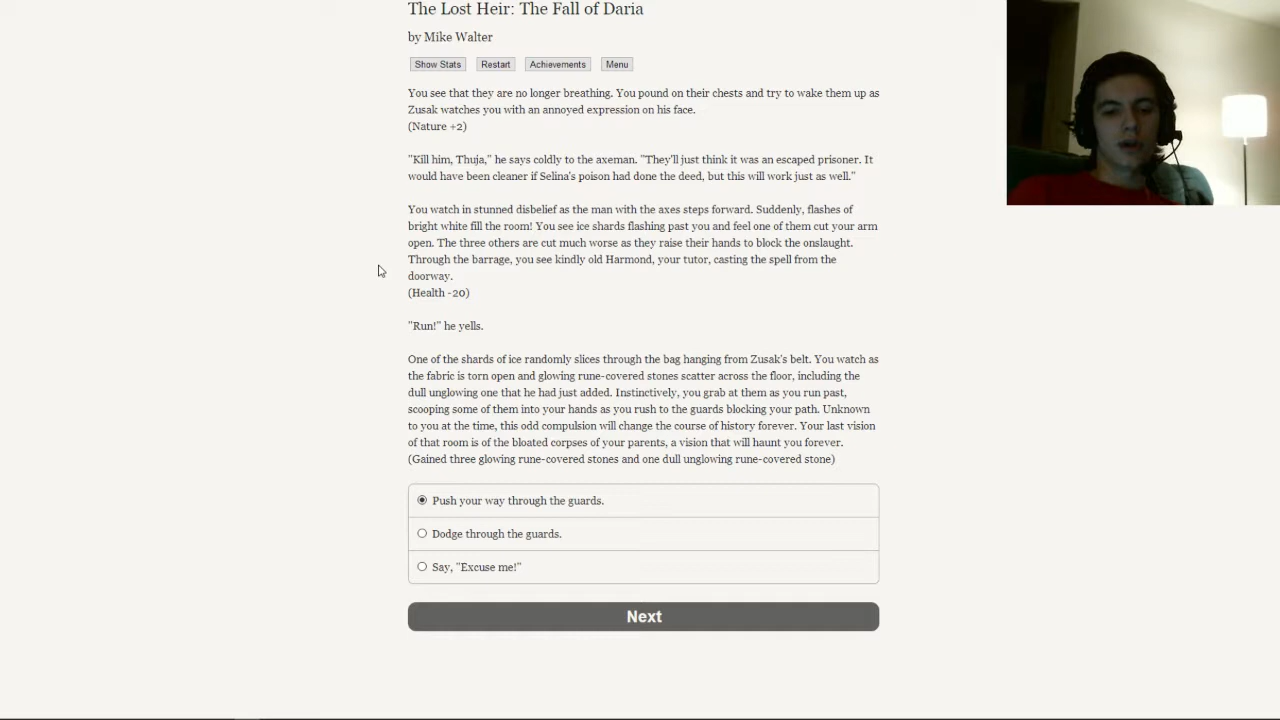 The Lost Heir: The Fall of Daria
by Mike Walter
Show Stats Restart Achievements Menu
You see that they are no longer breathing. You pound on their chests and try to wake them up as
Zusak watches you with an annoyed expression on his face.
(Nature +2)
"Kill him, Thuja," he says coldly to the axeman. "They'll just think it was an escaped prisoner. It
would have been cleaner if Selina's poison had done the deed, but this will work just as well."
You watch in stunned disbelief as the man with the axes steps forward. Suddenly, flashes of
bright white fill the room! You see ice shards flashing past you and feel one of them cut your arm
open. The three others are cut much worse as they raise their hands to block the onslaught.
Through the barrage, you see kindly old Harmond, your tutor, casting the spell from the
doorway.
(Health -20)
"Run!" he yells.
One of the shards of ice randomly slices through the bag hanging from Zusak's belt. You watch as
the fabric is torn open and glowing rune-covered stones scatter across the floor, including the
dull unglowing one that he had just added. Instinctively, you grab at them as you run past,
scooping some of them into your hands as you rush to the guards blocking your path. Unknown
to you at the time, this odd compulsion will change the course of history forever. Your last vision
of that room is of the bloated corpses of your parents, a vision that will haunt you forever.
(Gained three glowing rune-covered stones and one dull unglowing rune-covered stone)
Push your way through the guards.
Dodge through the guards.
Say, "Excuse me!"
Next